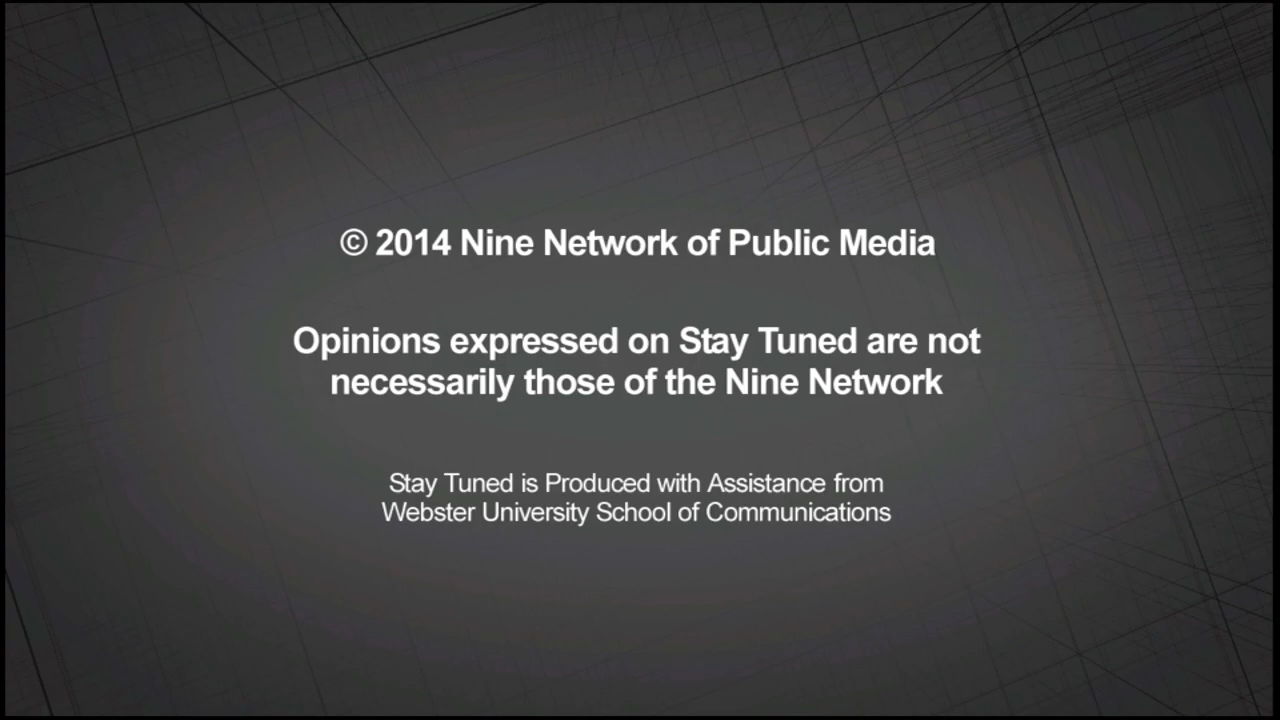 © 2014 Nine Network of Public Media
Opinions expressed on Stay Tuned are not
necessarily those of the Nine Network
Stay Tuned is Produced with Assistance from
Webster University School of Communications